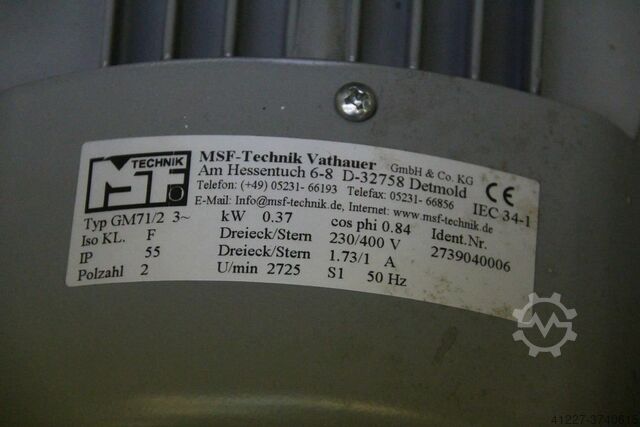 MSF TECHNIK
MSF-Technik Vathauer GmbH & Co. KG
Am Hessentuch 6-8 D-32758 Detmold
Telefon: (+49) 05231- 66193 Telefax: 05231- 66856
E-Mail: Info@msf-technik.de, Internet: www.msf-technik.de
CE
IEC 34-1
Typ GM71/2 3~ kW 0.37 cos phi 0.84 Ident.Nr.
Iso KL. F Dreieck/Stern 230/400 V 2739040006
IP 55 Dreieck/Stern 1.73/1 A
Polzahl 2 U/min 2725 S1 50 Hz
41227-3740615